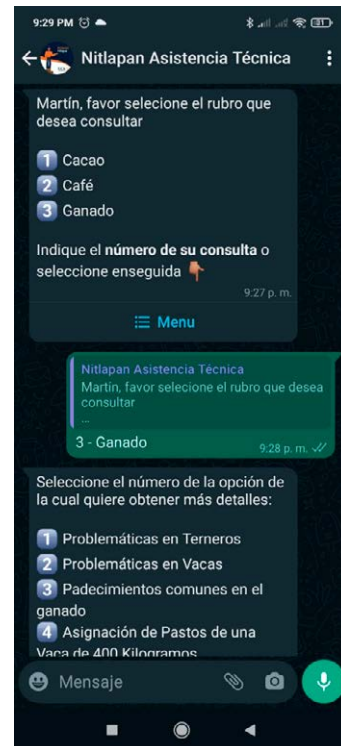 9:29 PM
Nitlapan Asistencia Técnica
Martín, favor selecione el rubro que
desea consultar
1 Cacao
2 Café
3 Ganado
Indique el número de su consulta o
seleccione enseguida
9:27 p. m.
Menu
Nitlapan Asistencia Técnica
Martín, favor selecione el rubro que desea
consultar
...
3 - Ganado
9:28 p. m.
Seleccione el número de la opción de
la cual quiere obtener más detalles:
1 Problemáticas en Terneros
2 Problemáticas en Vacas
3 Padecimientos comunes en el
ganado
4 Asignación de Pastos de una
Vaca de 400 Kilogramos
Mensaje